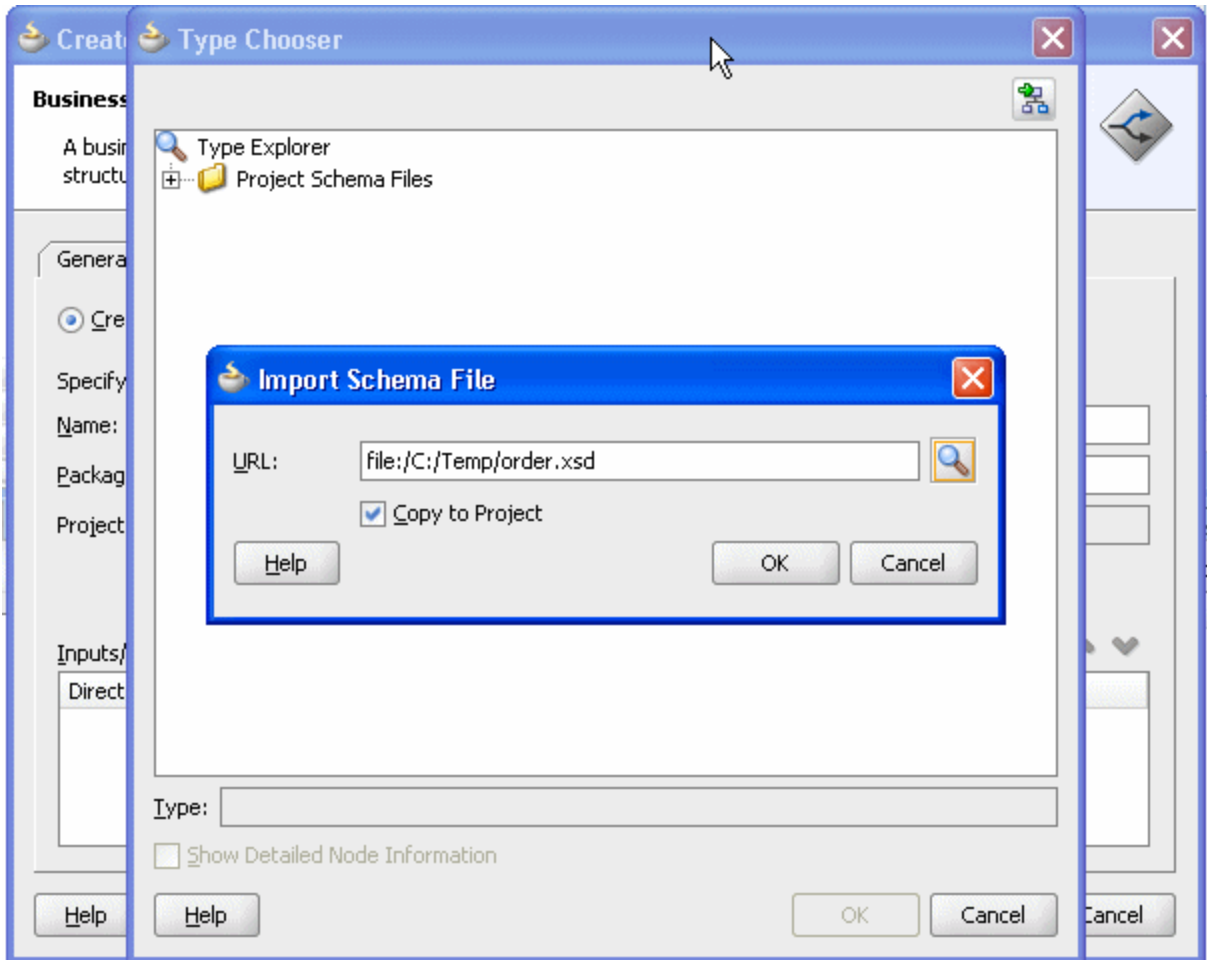 Creat
Type Chooser
Business
A busin
structu
Type Explorer
Project Schema Files
Genera
Cre
Specify
Name:
Packag
Project
Import Schema File
URL:
file:/C:/Temp/order.xsd
Copy to Project
Help
OK
Cancel
Inputs/
Direct
Type:
Show Detailed Node Information
Help
Help
OK
Cancel
Cancel